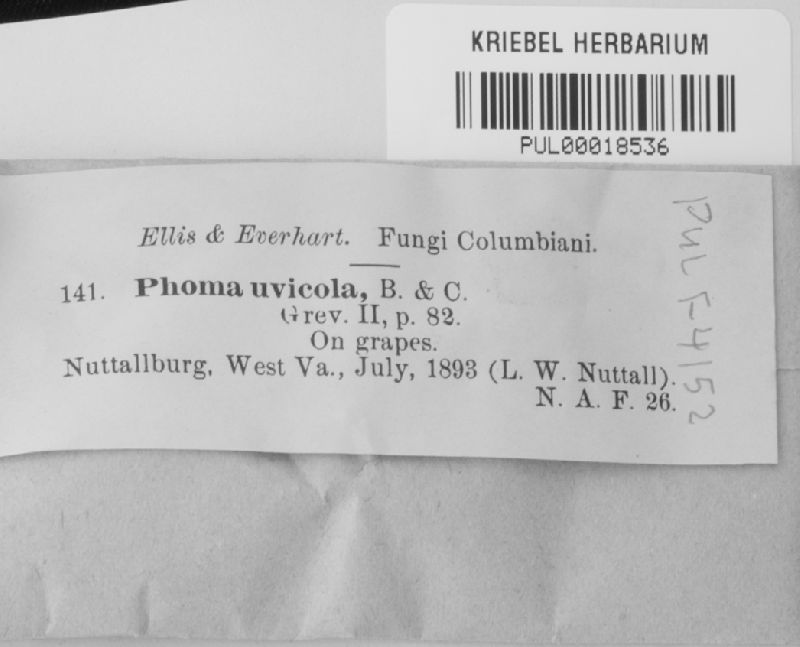 KRIEBEL HERBARIUM
PUL00018536
Ellis & Everhart. Fungi Columbiani.
141. Phoma uvicola, B. & C.
Grev. II, p. 82.
On grapes.
Nuttallburg, West Va., July, 1893 (L. W. Nuttall).
N. A. F. 26.
PUL F4152